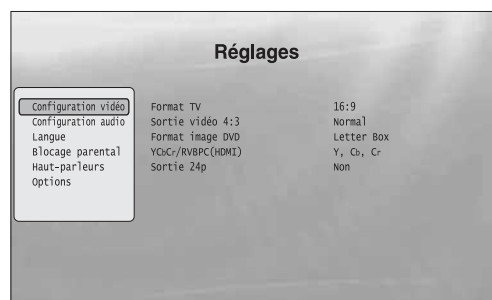 Réglages
Configuration vidéo Format TV 16:9
Configuration audio Sortie vidéo 4:3 Normal
Langue Format image DVD Letter Box
Blocage parental YCbCr/RVBPC(HDMI) Y, Cb, Cr
Haut-parleurs Sortie 24p Non
Options